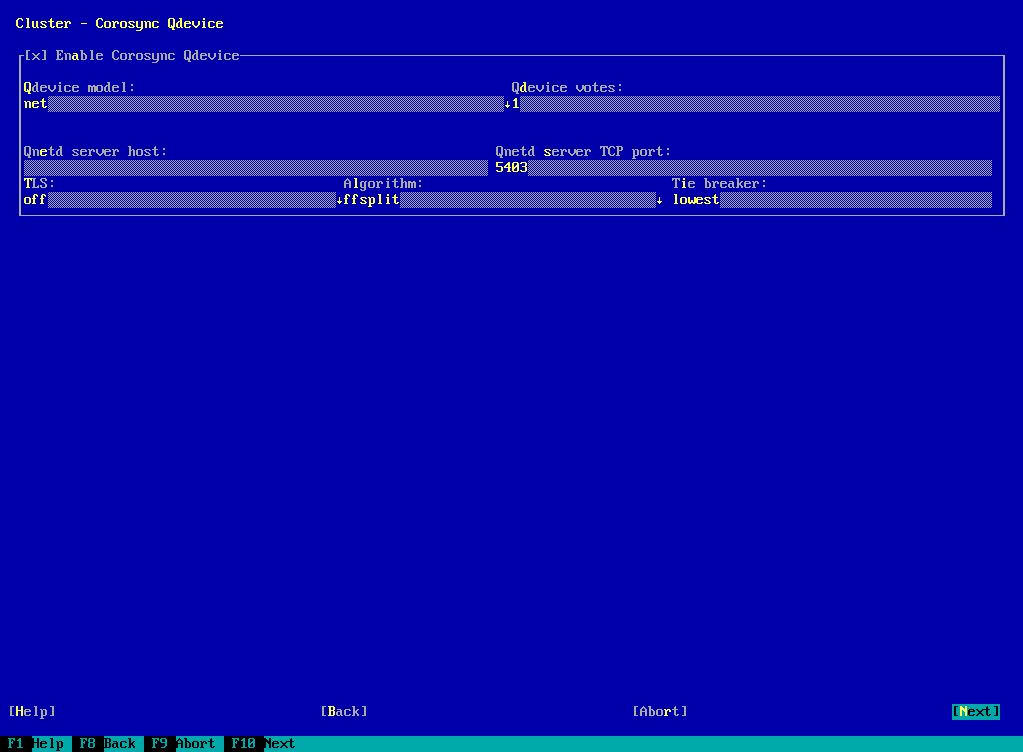 Cluster - Corosync Qdevice
[x] Enable Corosync Qdevice
Qdevice model: Qdevice votes:
net↓1
Qnetd server host: Qnetd server TCP port:
5403
TLS: Algorithm: Tie breaker:
off↓ffsplit↓ lowest
[Help] [Back] [Abort] [Next]
F1 Help F8 Back F9 Abort F10 Next